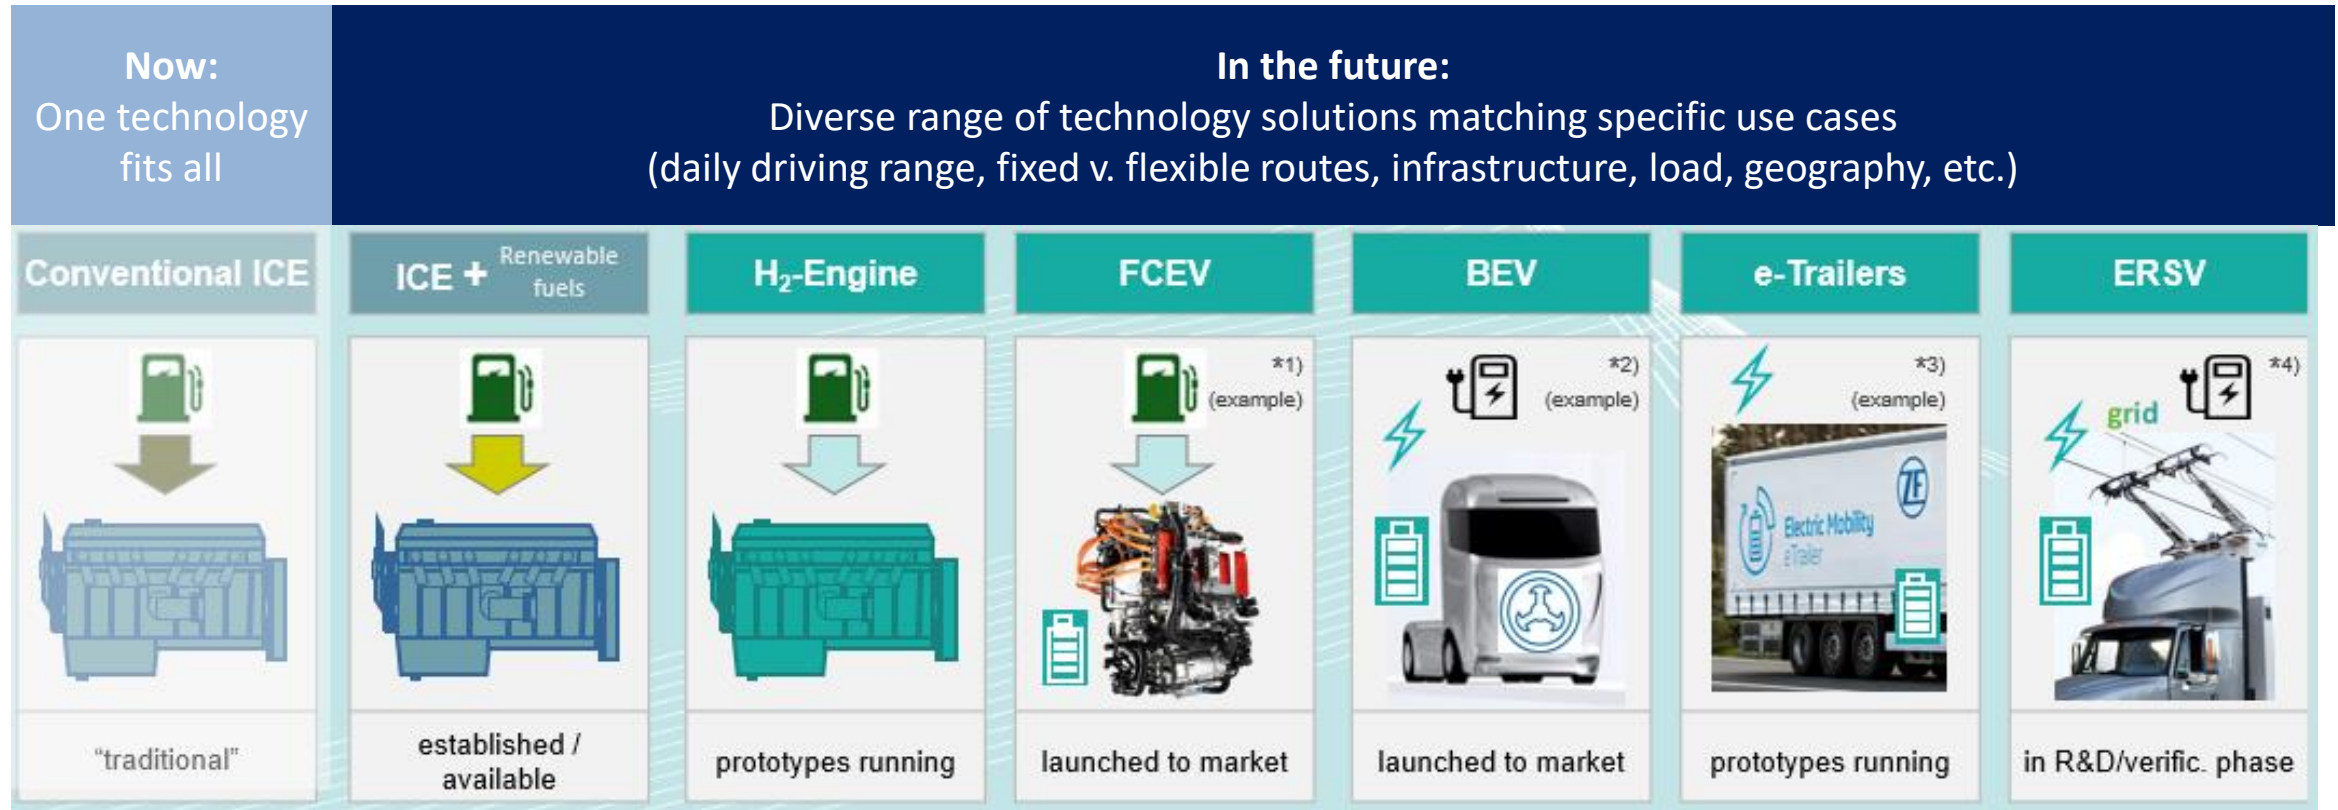 Now:
One technology
fits all
In the future:
Diverse range of technology solutions matching specific use cases
(daily driving range, fixed v. flexible routes, infrastructure, load, geography, etc.)
Conventional ICE
ICE + Renewable
fuels
H₂-Engine
FCEV
BEV
e-Trailers
ERSV
*1)
(example)
*2)
(example)
*3)
(example)
*4)
grid
ZF
Electric Mobility
eTrailer
"traditional"
established /
available
prototypes running
launched to market
launched to market
prototypes running
in R&D/verific. phase